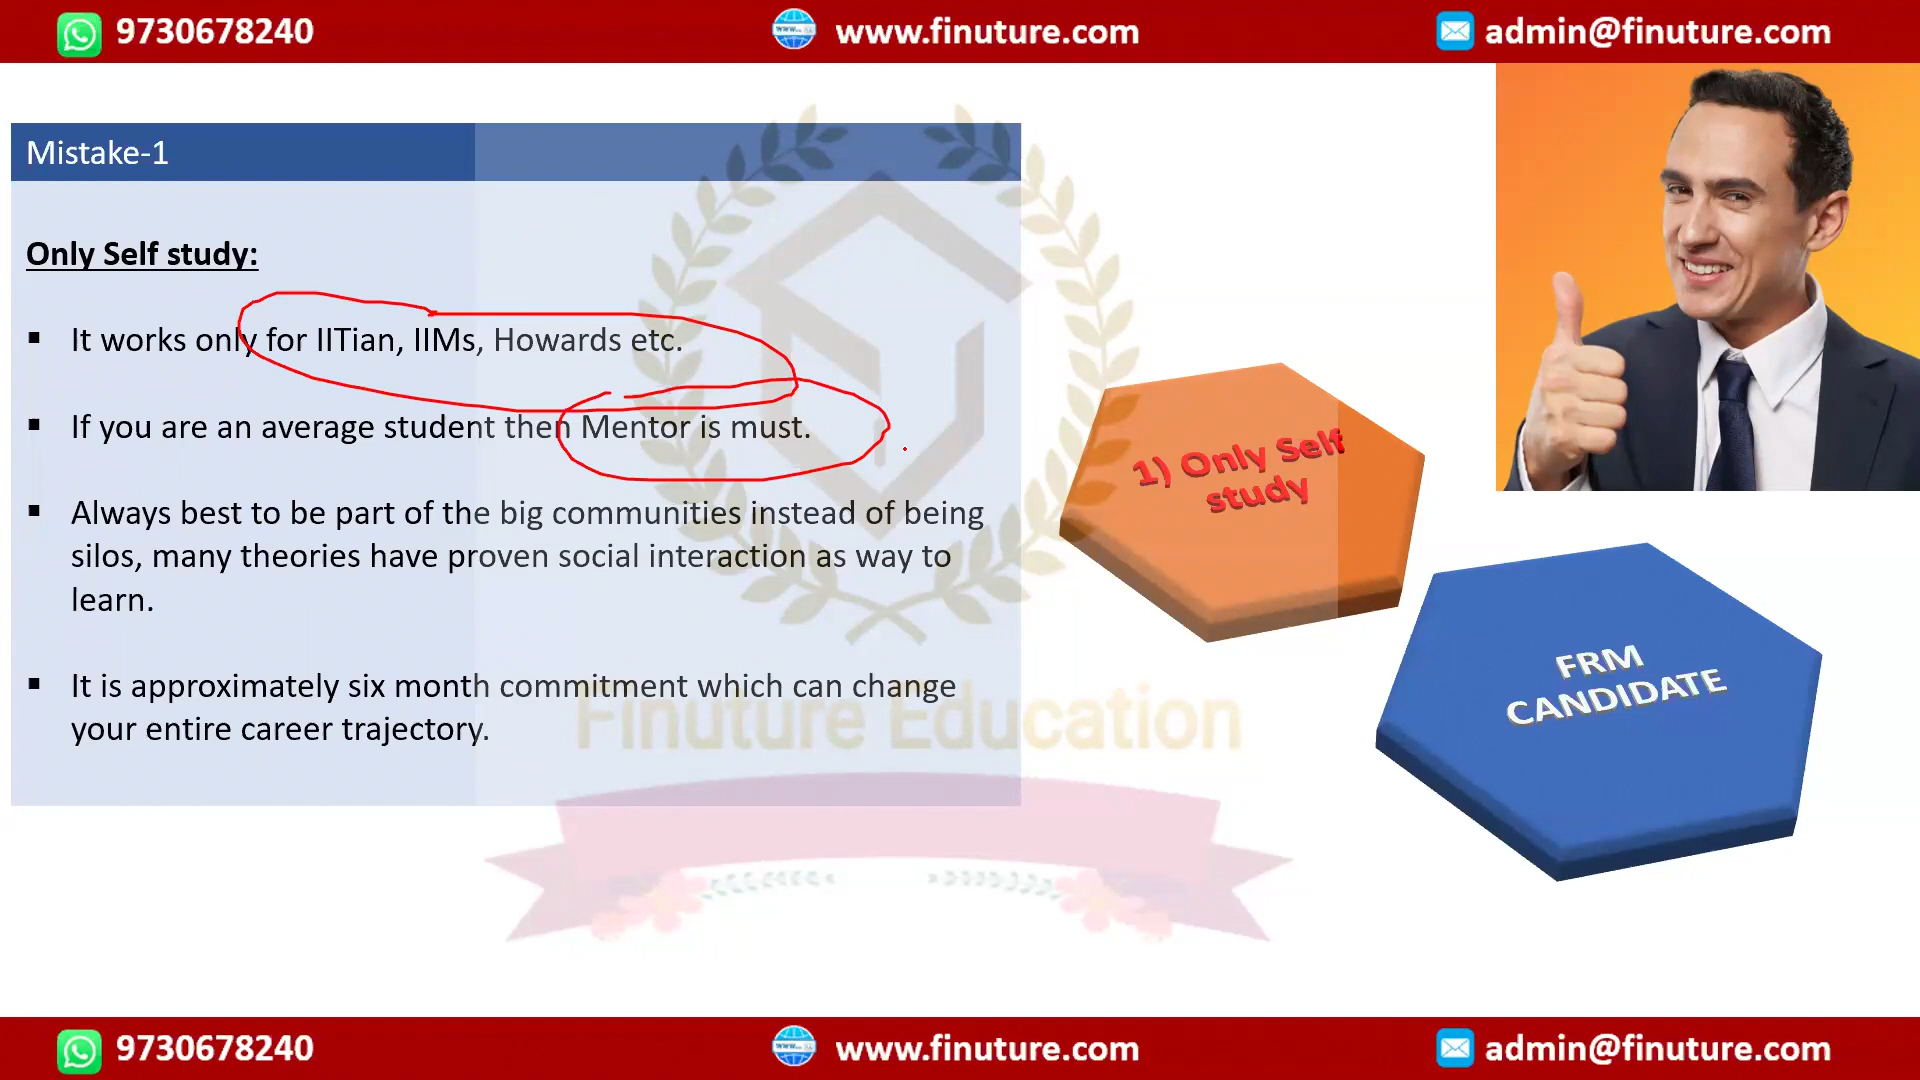 9730678240
www.finuture.com
admin@finuture.com
Mistake-1
Only Self study:
It works only for IITian, IIMs, Howards etc.
If you are an average student then Mentor is must.
Always best to be part of the big communities instead of being
silos, many theories have proven social interaction as way to
learn.
It is approximately six month commitment which can change
your entire career trajectory.
1) Only Self
study
FRM
CANDIDATE
Finuture Education
9730678240
www.finuture.com
admin@finuture.com